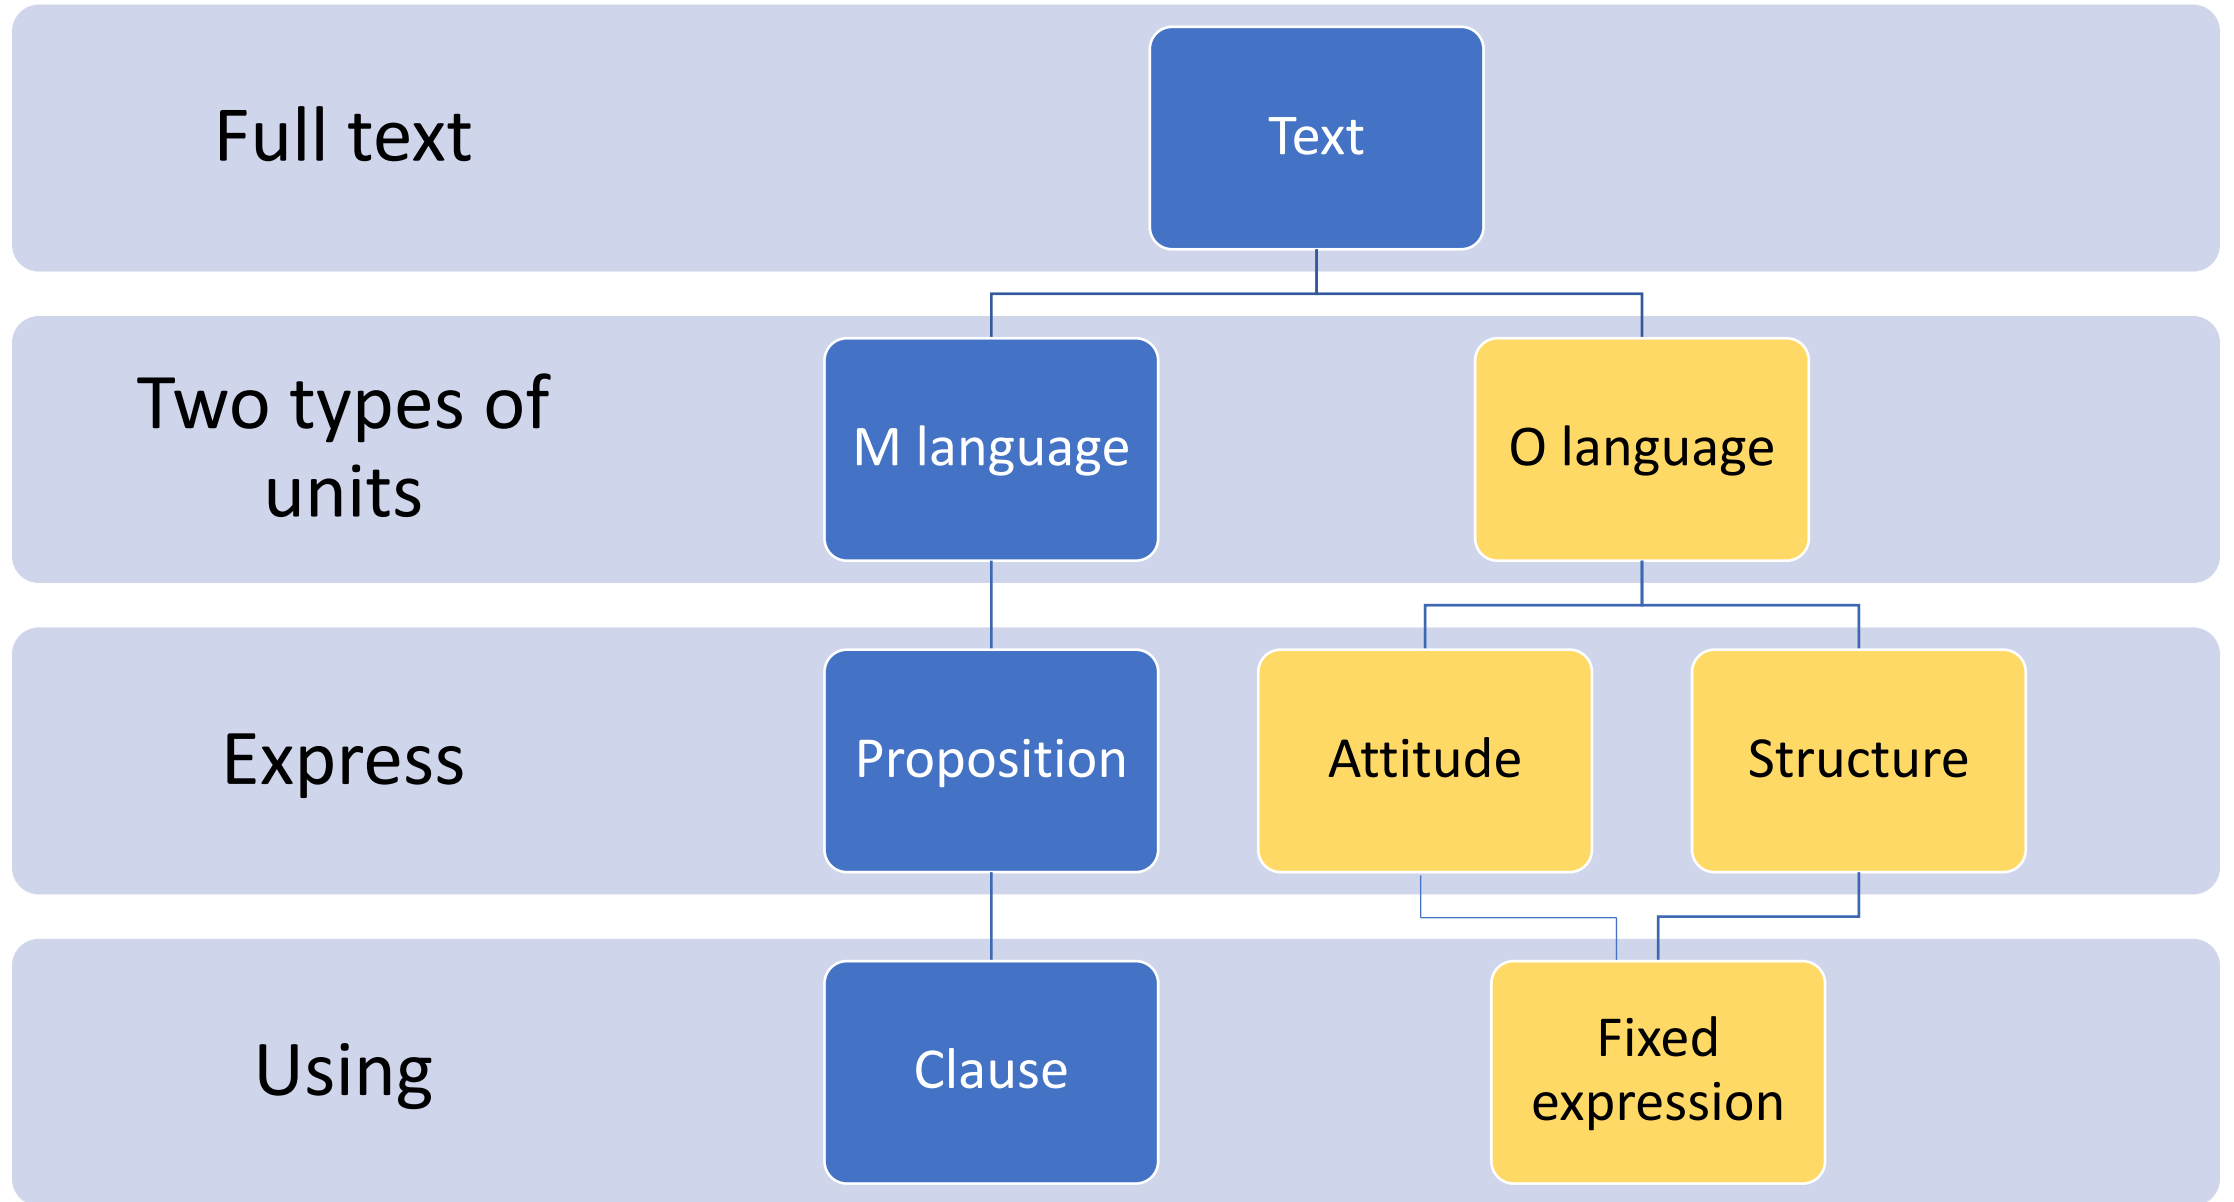 Full text
Text
Two types of
units
M language
O language
Express
Proposition
Attitude
Structure
Using
Clause
Fixed
expression